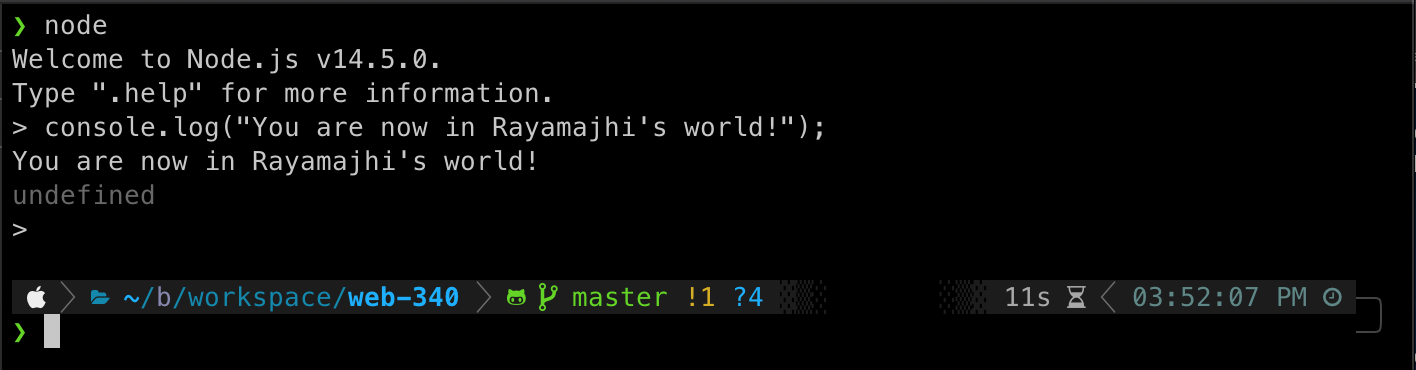 ❯ node
Welcome to Node.js v14.5.0.
Type ".help" for more information.
> console.log("You are now in Rayamajhi's world!");
You are now in Rayamajhi's world!
undefined
>
~/b/workspace/web-340 master !1 ?4 11s 03:52:07 PM
❯